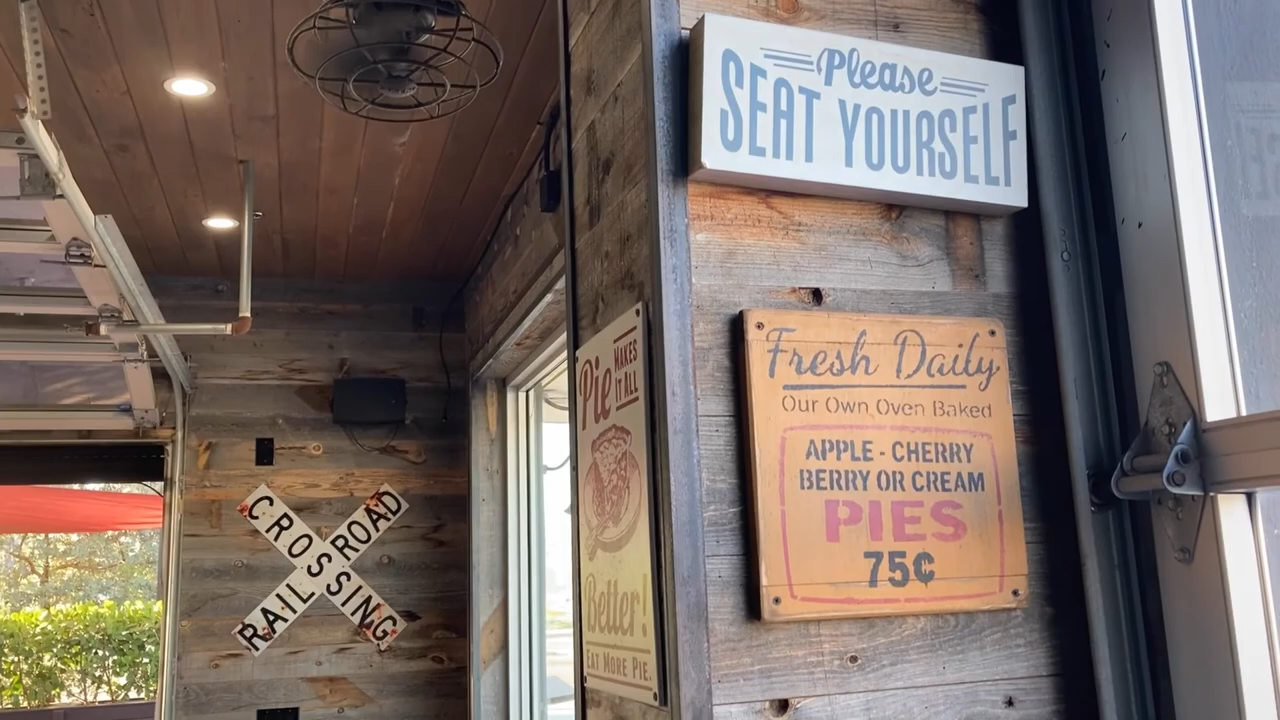 Please
SEAT YOURSELF
Fresh Daily
Our Own Oven Baked
APPLE - CHERRY
BERRY OR CREAM
PIES
75¢
Pie MAKES
IT ALL
Better!
EAT MORE PIE.
RAILROAD
CROSSING